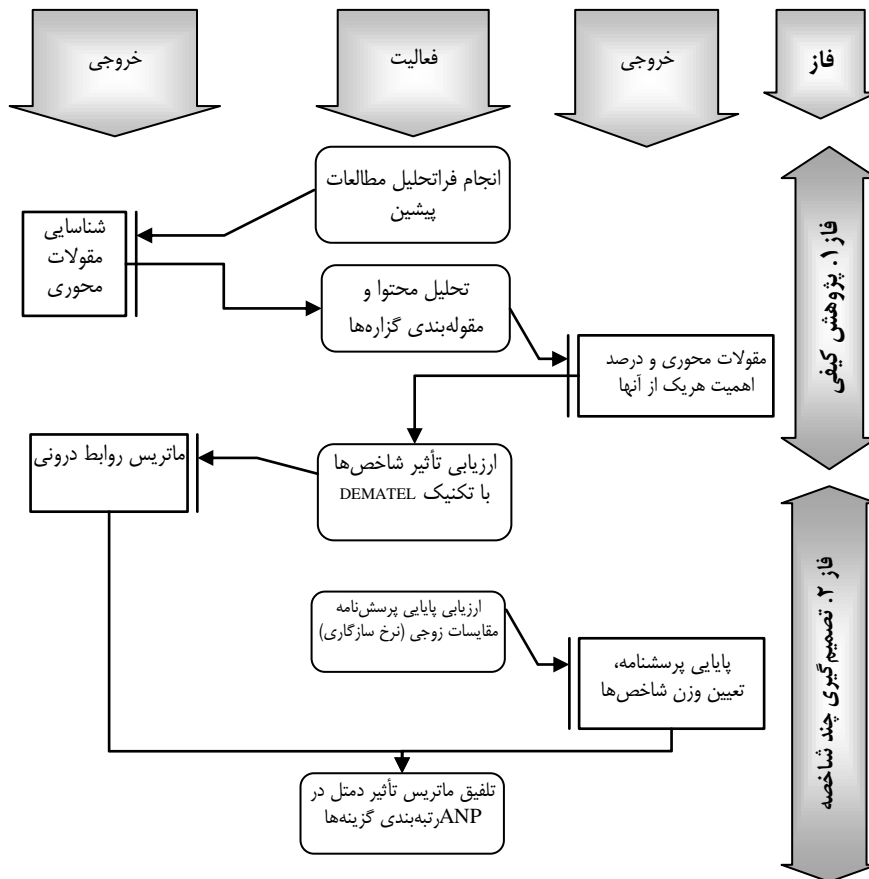 فاز
خروجی
فعالیت
خروجی
فاز ۱. پژوهش کیفی
انجام فراتحلیل مطالعات
پیشین
شناسایی
مقولات
محوری
تحلیل محتوا و
مقوله‌بندی گزاره‌ها
مقولات محوری و درصد
اهمیت هریک از آنها
ارزیابی تأثیر شاخص‌ها
با تکنیک DEMATEL
ماتریس روابط درونی
فاز ۲. تصمیم‌گیری چند شاخصه
ارزیابی پایایی پرسش‌نامه
مقایسات زوجی (نرخ سازگاری)
پایایی پرسشنامه،
تعیین وزن شاخص‌ها
تلفیق ماتریس تأثیر دمتل در
ANPرتبه‌بندی گزینه‌ها